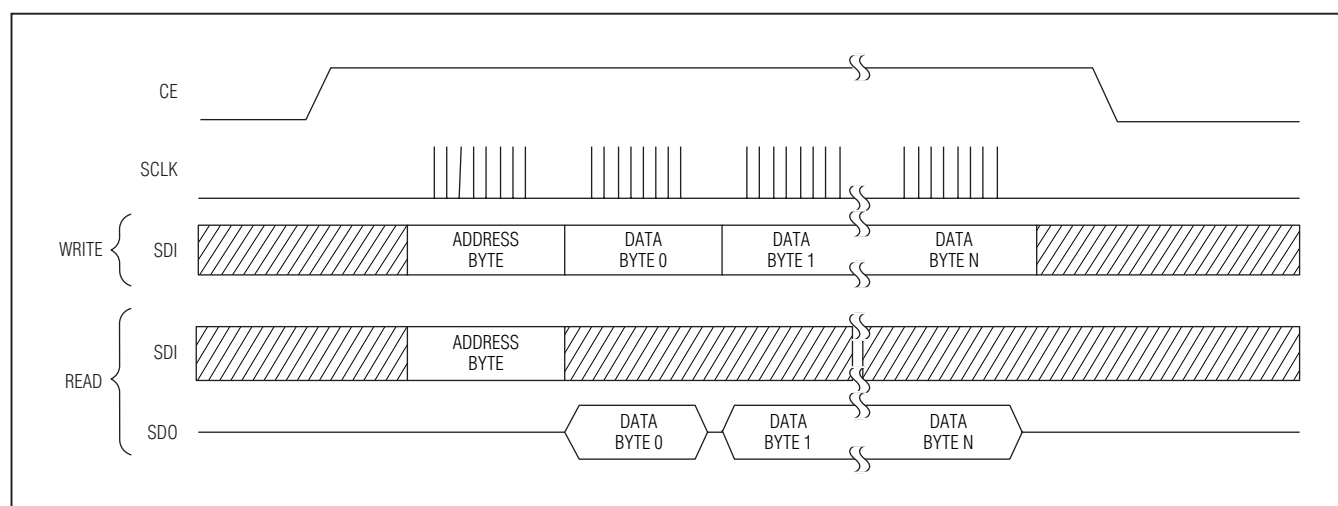 CE
SCLK
WRITE
SDI
ADDRESS
BYTE
DATA
BYTE 0
DATA
BYTE 1
DATA
BYTE N
READ
SDI
ADDRESS
BYTE
SDO
DATA
BYTE 0
DATA
BYTE 1
DATA
BYTE N